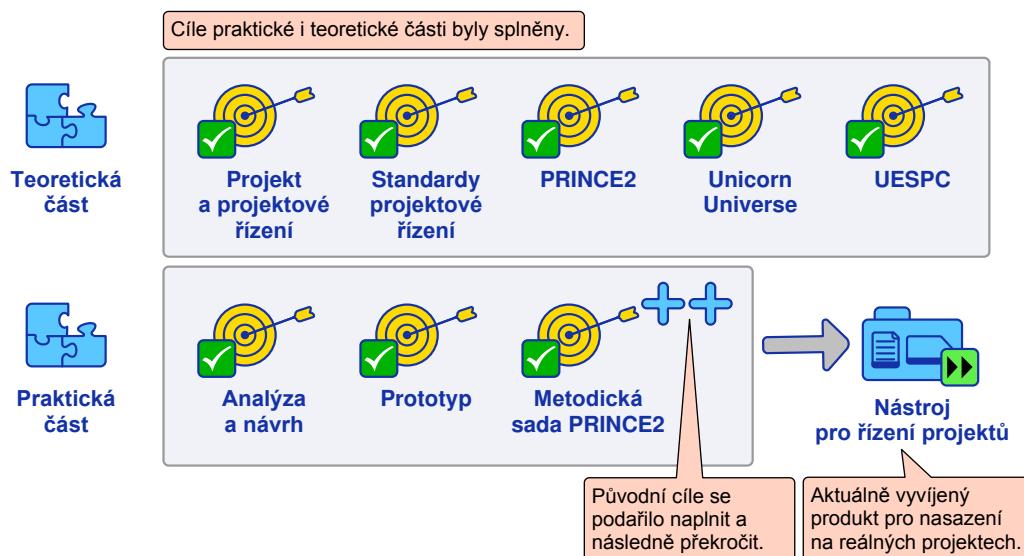 Cíle praktické i teoretické části byly splněny.
Teoretická
část
Projekt
a projektové
řízení
Standardy
projektové
řízení
PRINCE2
Unicorn
Universe
UESPC
Praktická
část
Analýza
a návrh
Prototyp
Metodická
sada PRINCE2
Nástroj
pro řízení projektů
Původní cíle se
podařilo naplnit a
následně překročit.
Aktuálně vyvíjený
produkt pro nasazení
na reálných projektech.